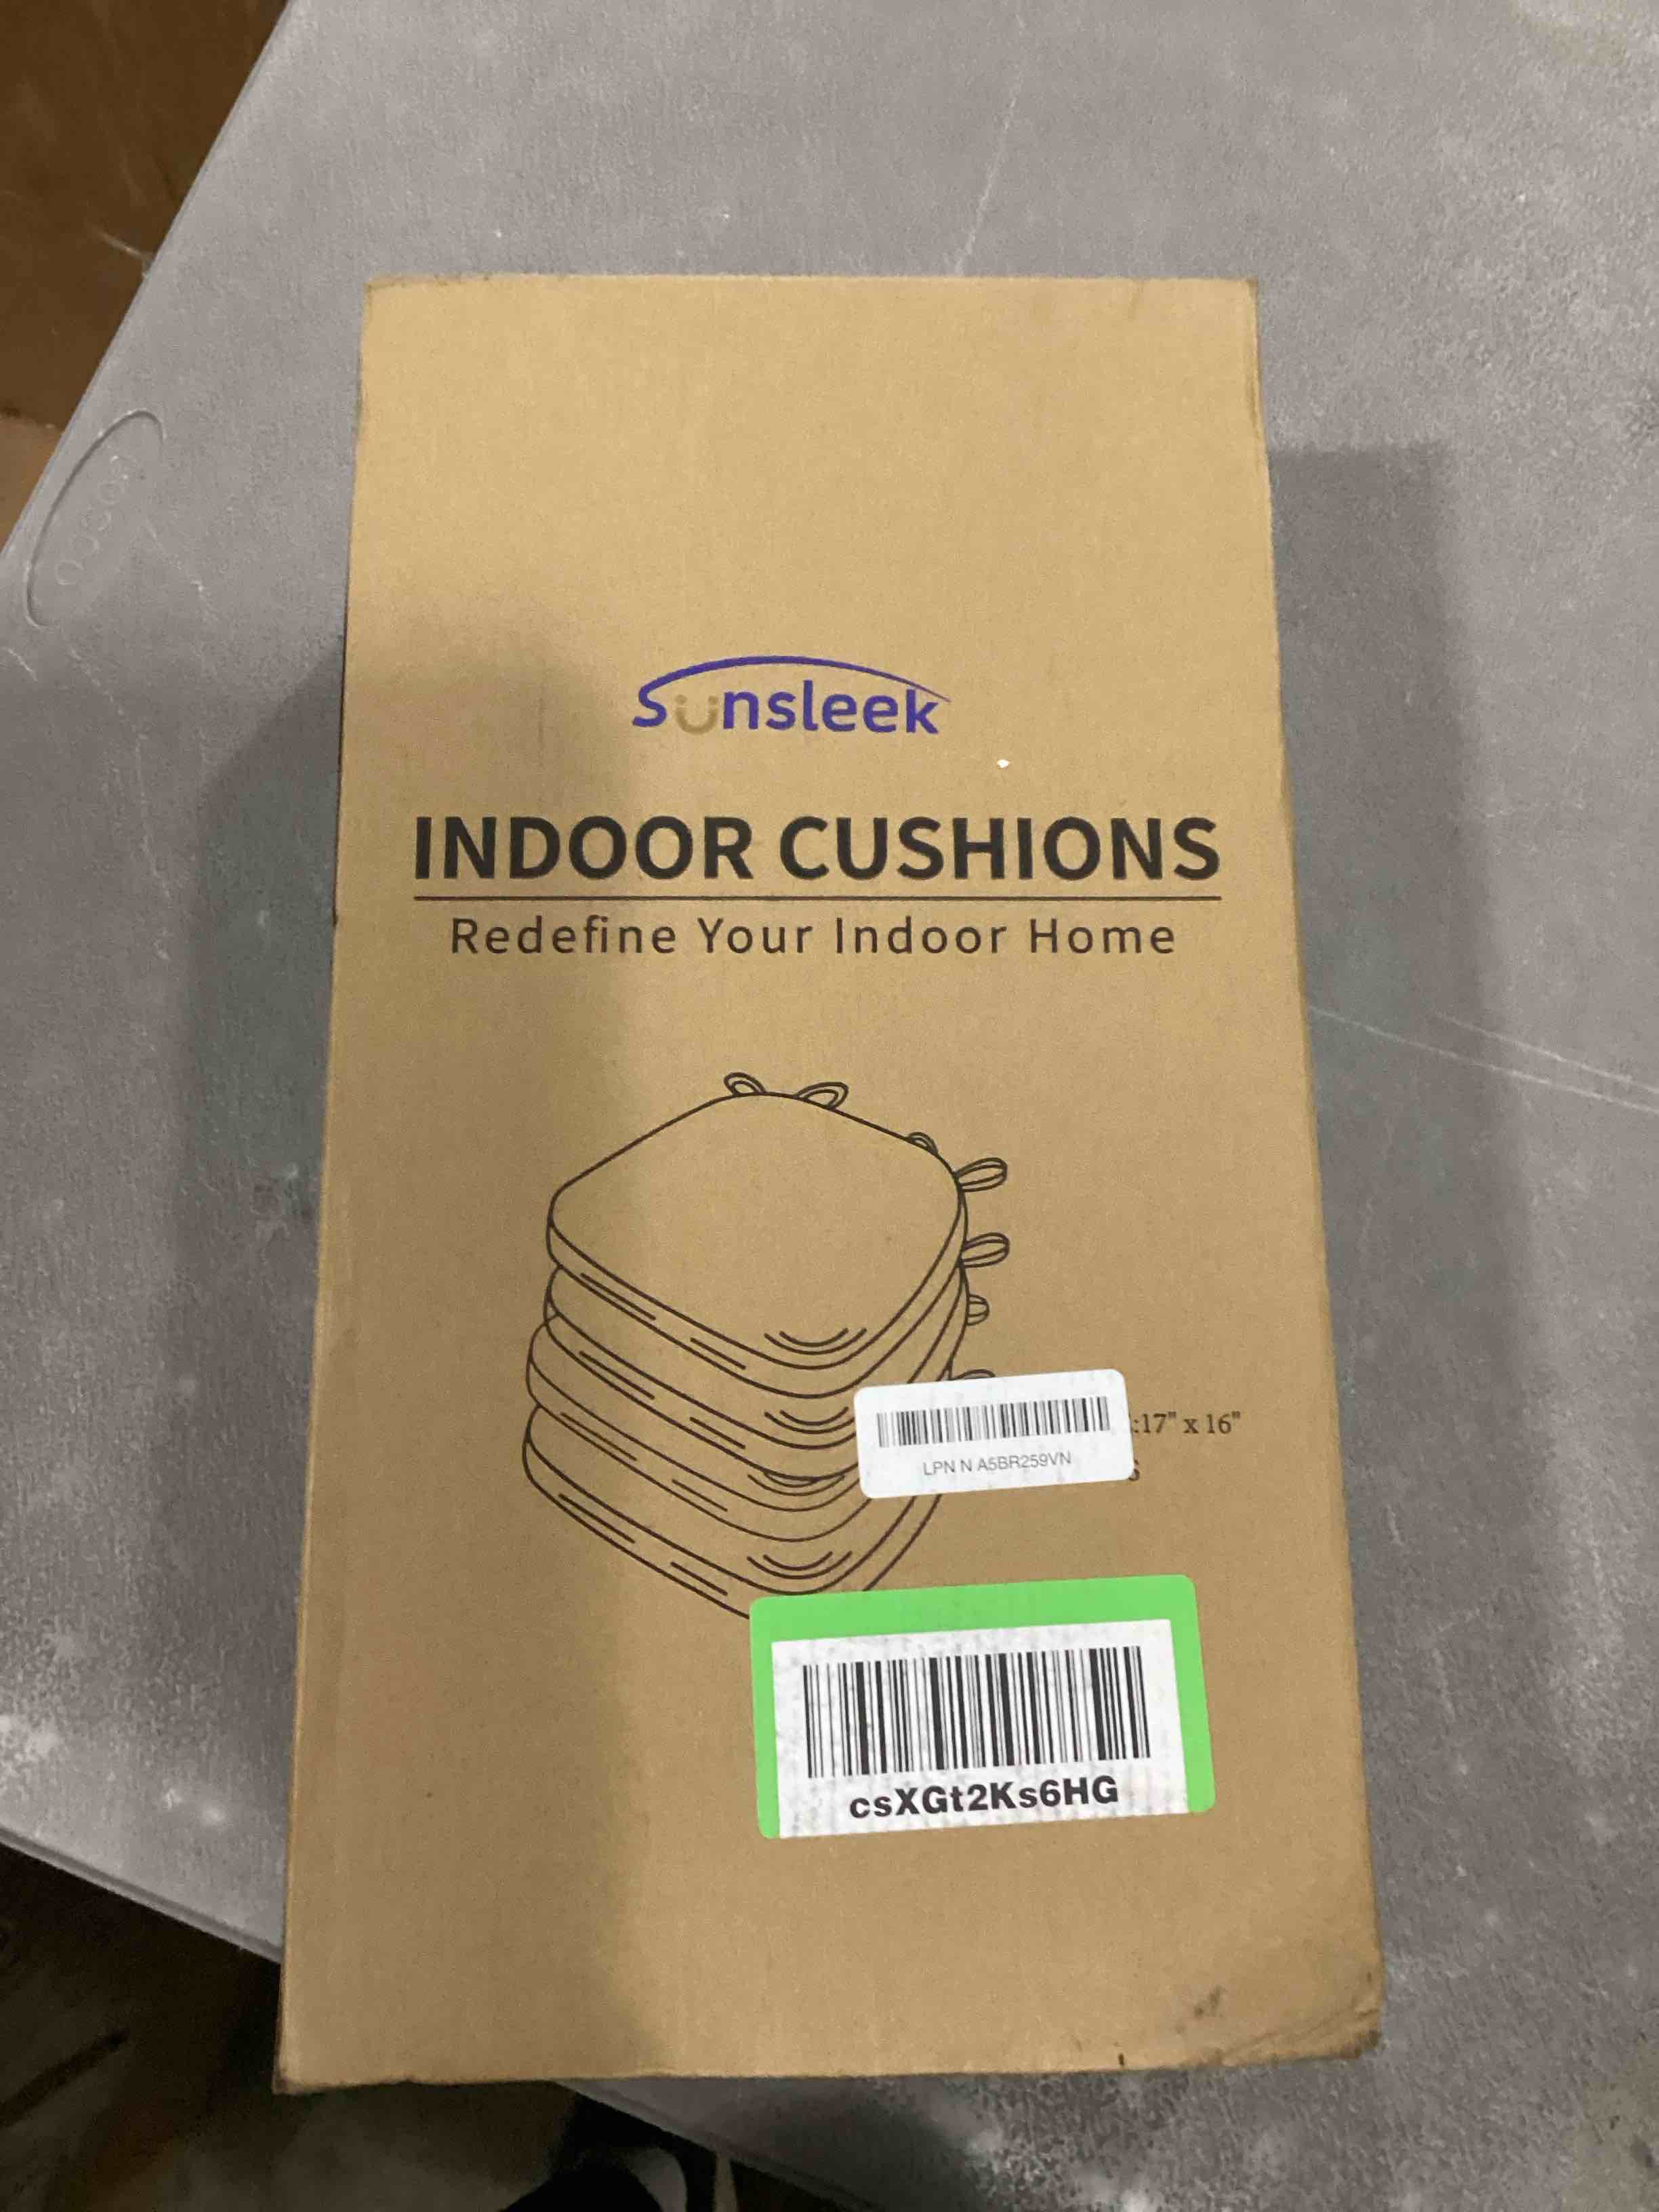 Sunsleek
INDOOR CUSHIONS
Redefine Your Indoor Home
:17" x 16"
LPN N A5BR259VN
csXGt2Ks6HG